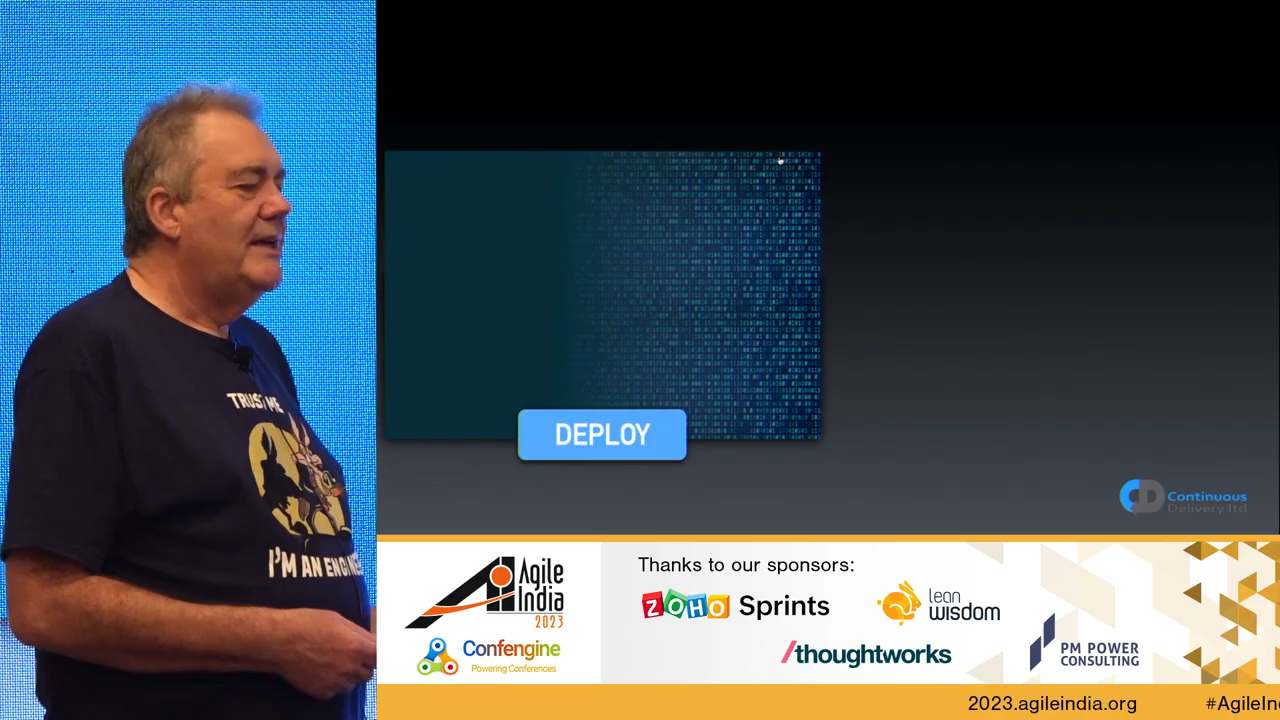 TRUST ME
I'M AN ENGINE
DEPLOY
CD Continuous
Delivery ltd
Agile
India
2023
Confengine
Powering Conferences
Thanks to our sponsors:
ZOHO Sprints
lean
wisdom
/thoughtworks
PM POWER
CONSULTING
2023.agileindia.org
#AgileIn